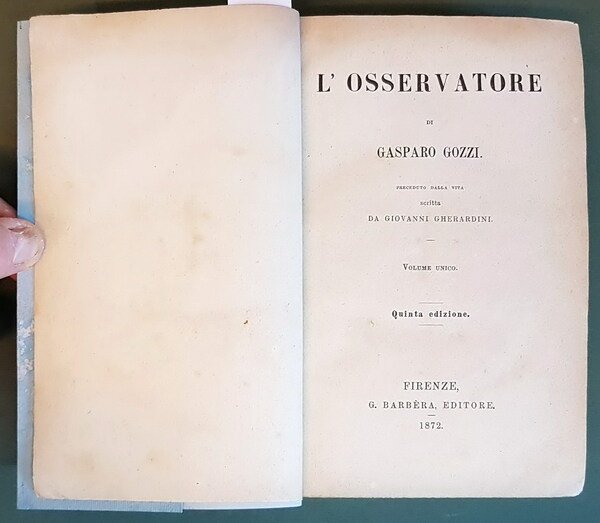 L' OSSERVATORE
DI
GASPARO GOZZI.
PRECEDUTO DALLA VITA
scritta
DA GIOVANNI GHERARDINI.
VOLUME UNICO.
Quinta edizione.
FIRENZE,
G. BARBÈRA, EDITORE.
1872.